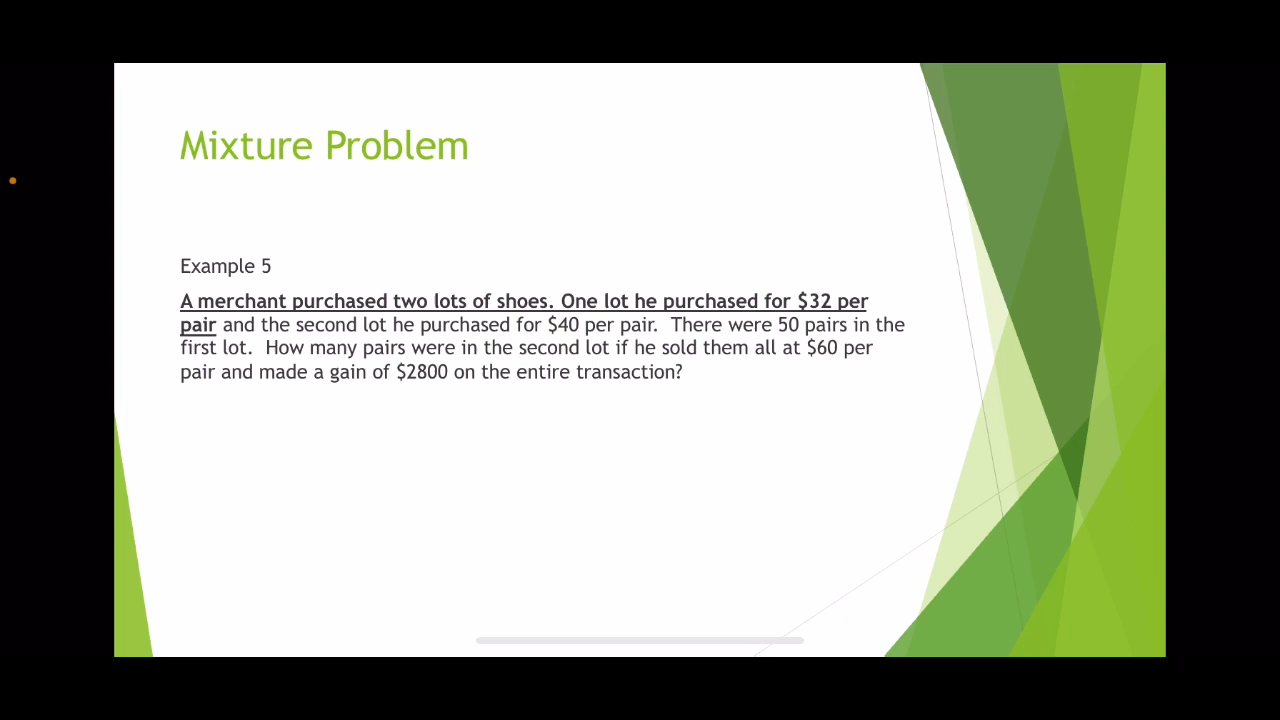 Mixture Problem
Example 5
A merchant purchased two lots of shoes. One lot he purchased for $32 per
pair and the second lot he purchased for $40 per pair.  There were 50 pairs in the
first lot.  How many pairs were in the second lot if he sold them all at $60 per
pair and made a gain of $2800 on the entire transaction?